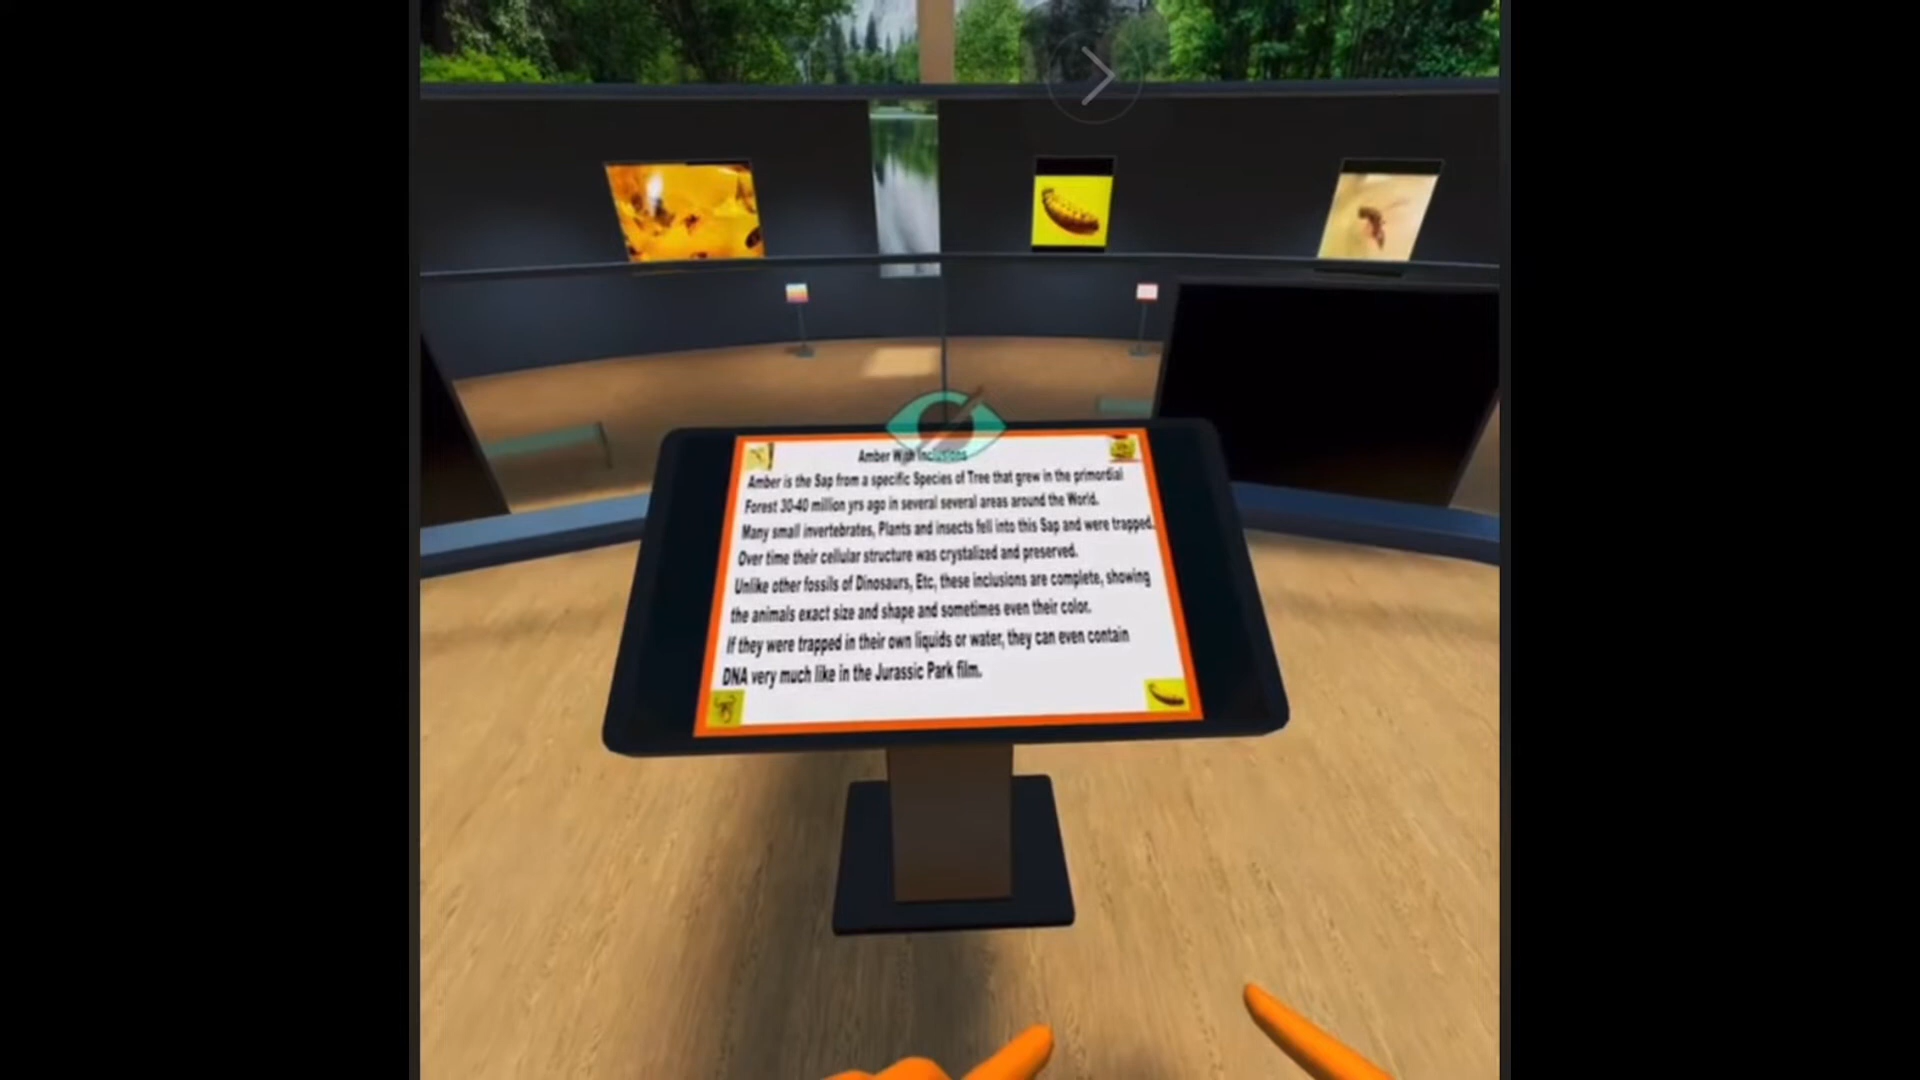 Amber With Inclusions
Amber is the Sap from a specific Species of Tree that grew in the primordial
Forest 30-40 million yrs ago in several several areas around the World.
Many small invertebrates, Plants and insects fell into this Sap and were trapped.
Over time their cellular structure was crystalized and preserved.
Unlike other fossils of Dinosaurs, Etc, these inclusions are complete, showing
the animals exact size and shape and sometimes even their color.
If they were trapped in their own liquids or water, they can even contain
DNA very much like in the Jurassic Park film.